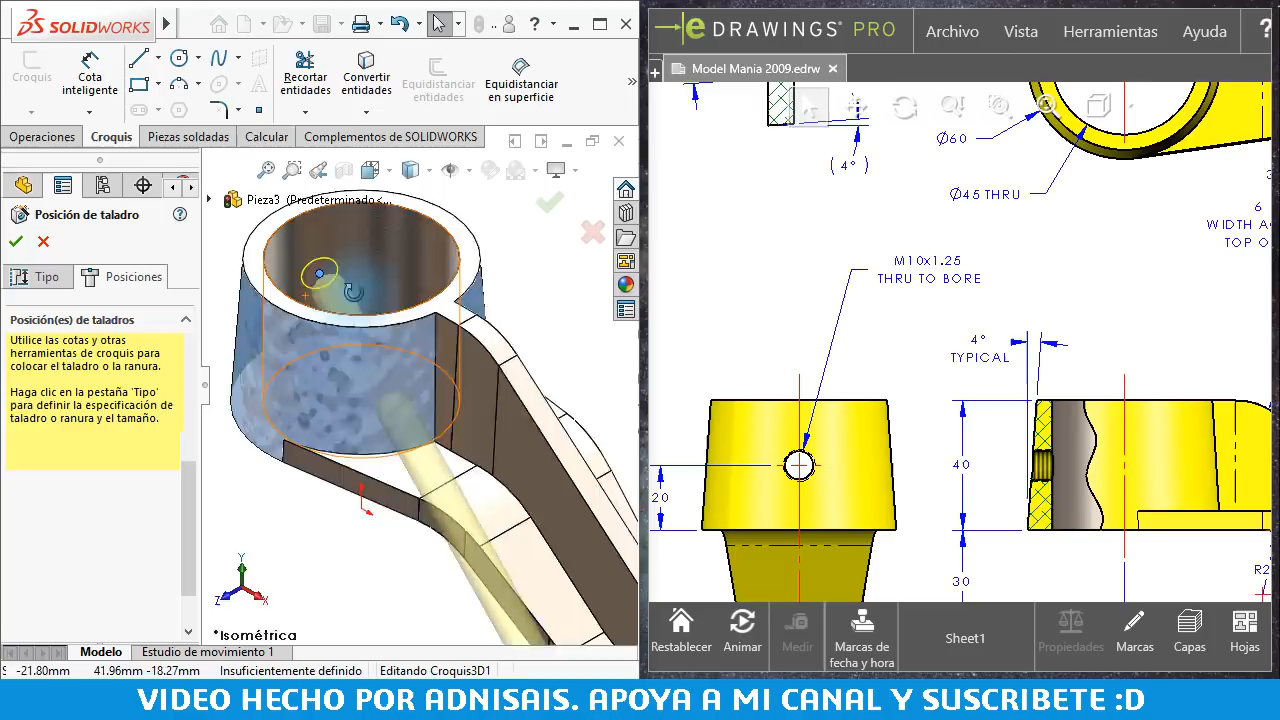 SOLIDWORKS
Croquis
Cota
inteligente
Recortar
entidades
Convertir
entidades
Equidistanciar
entidades
Equidistanciar
en superficie
Operaciones
Croquis
Piezas soldadas
Calcular
Complementos de SOLIDWORKS
Posición de taladro
Tipo
Posiciones
Posición(es) de taladros
Utilice las cotas y otras
herramientas de croquis para
colocar el taladro o la ranura.
Haga clic en la pestaña 'Tipo'
para definir la especificación de
taladro o ranura y el tamaño.
Pieza3 (Predeterminado<...
Y
Z
X
*Isométrica
Modelo
Estudio de movimiento 1
S
-21.80mm
41.96mm
-18.27mm
Insuficientemente definido
Editando Croquis3D1
eDRAWINGS® PRO
Archivo
Vista
Herramientas
Ayuda
?
Model Mania 2009.edrw
Ø60
Ø45 THRU
( 4° )
6
TOP O
M10x1.25
THRU TO BORE
4°
TYPICAL
20
40
30
R2
Restablecer
Animar
Medir
Marcas de
fecha y hora
Sheet1
Propiedades
Marcas
Capas
Hojas
VIDEO HECHO POR ADNISAIS. APOYA A MI CANAL Y SUSCRIBETE :D